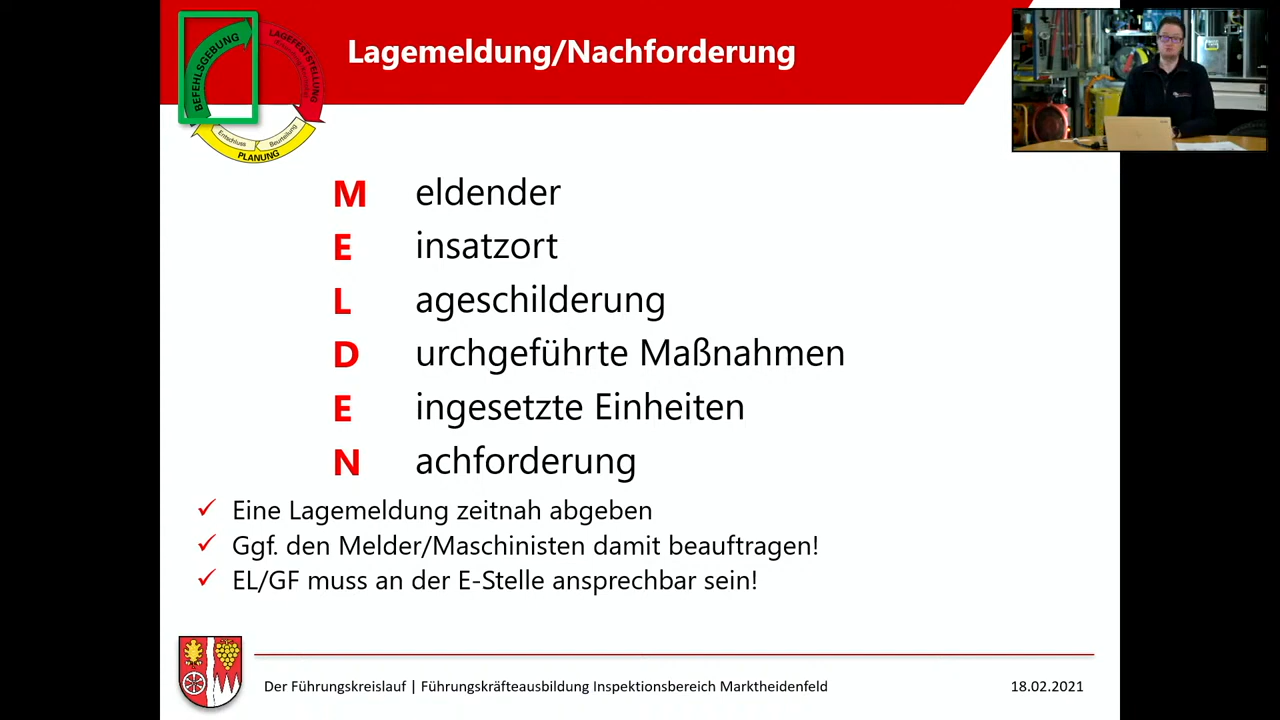 Lagemeldung/Nachforderung
BEFEHLSGEBUNG
LAGEFESTSTELLUNG
Entschluss
Beurteilung
PLANUNG
M eldender
E insatzort
L ageschilderung
D urchgeführte Maßnahmen
E ingesetzte Einheiten
N achforderung
Eine Lagemeldung zeitnah abgeben
Ggf. den Melder/Maschinisten damit beauftragen!
EL/GF muss an der E-Stelle ansprechbar sein!
Der Führungskreislauf | Führungskräfteausbildung Inspektionsbereich Marktheidenfeld
18.02.2021